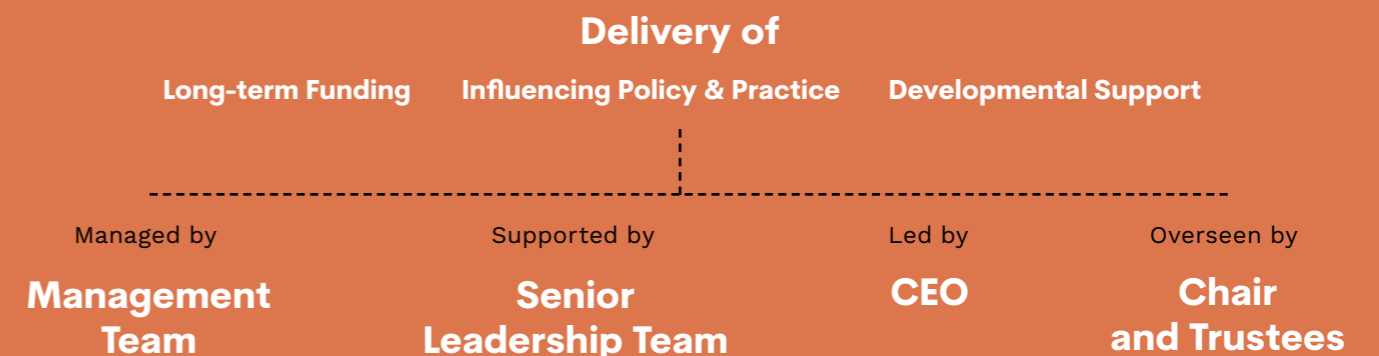 Delivery of
Long-term Funding
Influencing Policy & Practice
Developmental Support
Managed by
Management
Team
Supported by
Senior
Leadership Team
Led by
CEO
Overseen by
Chair
and Trustees